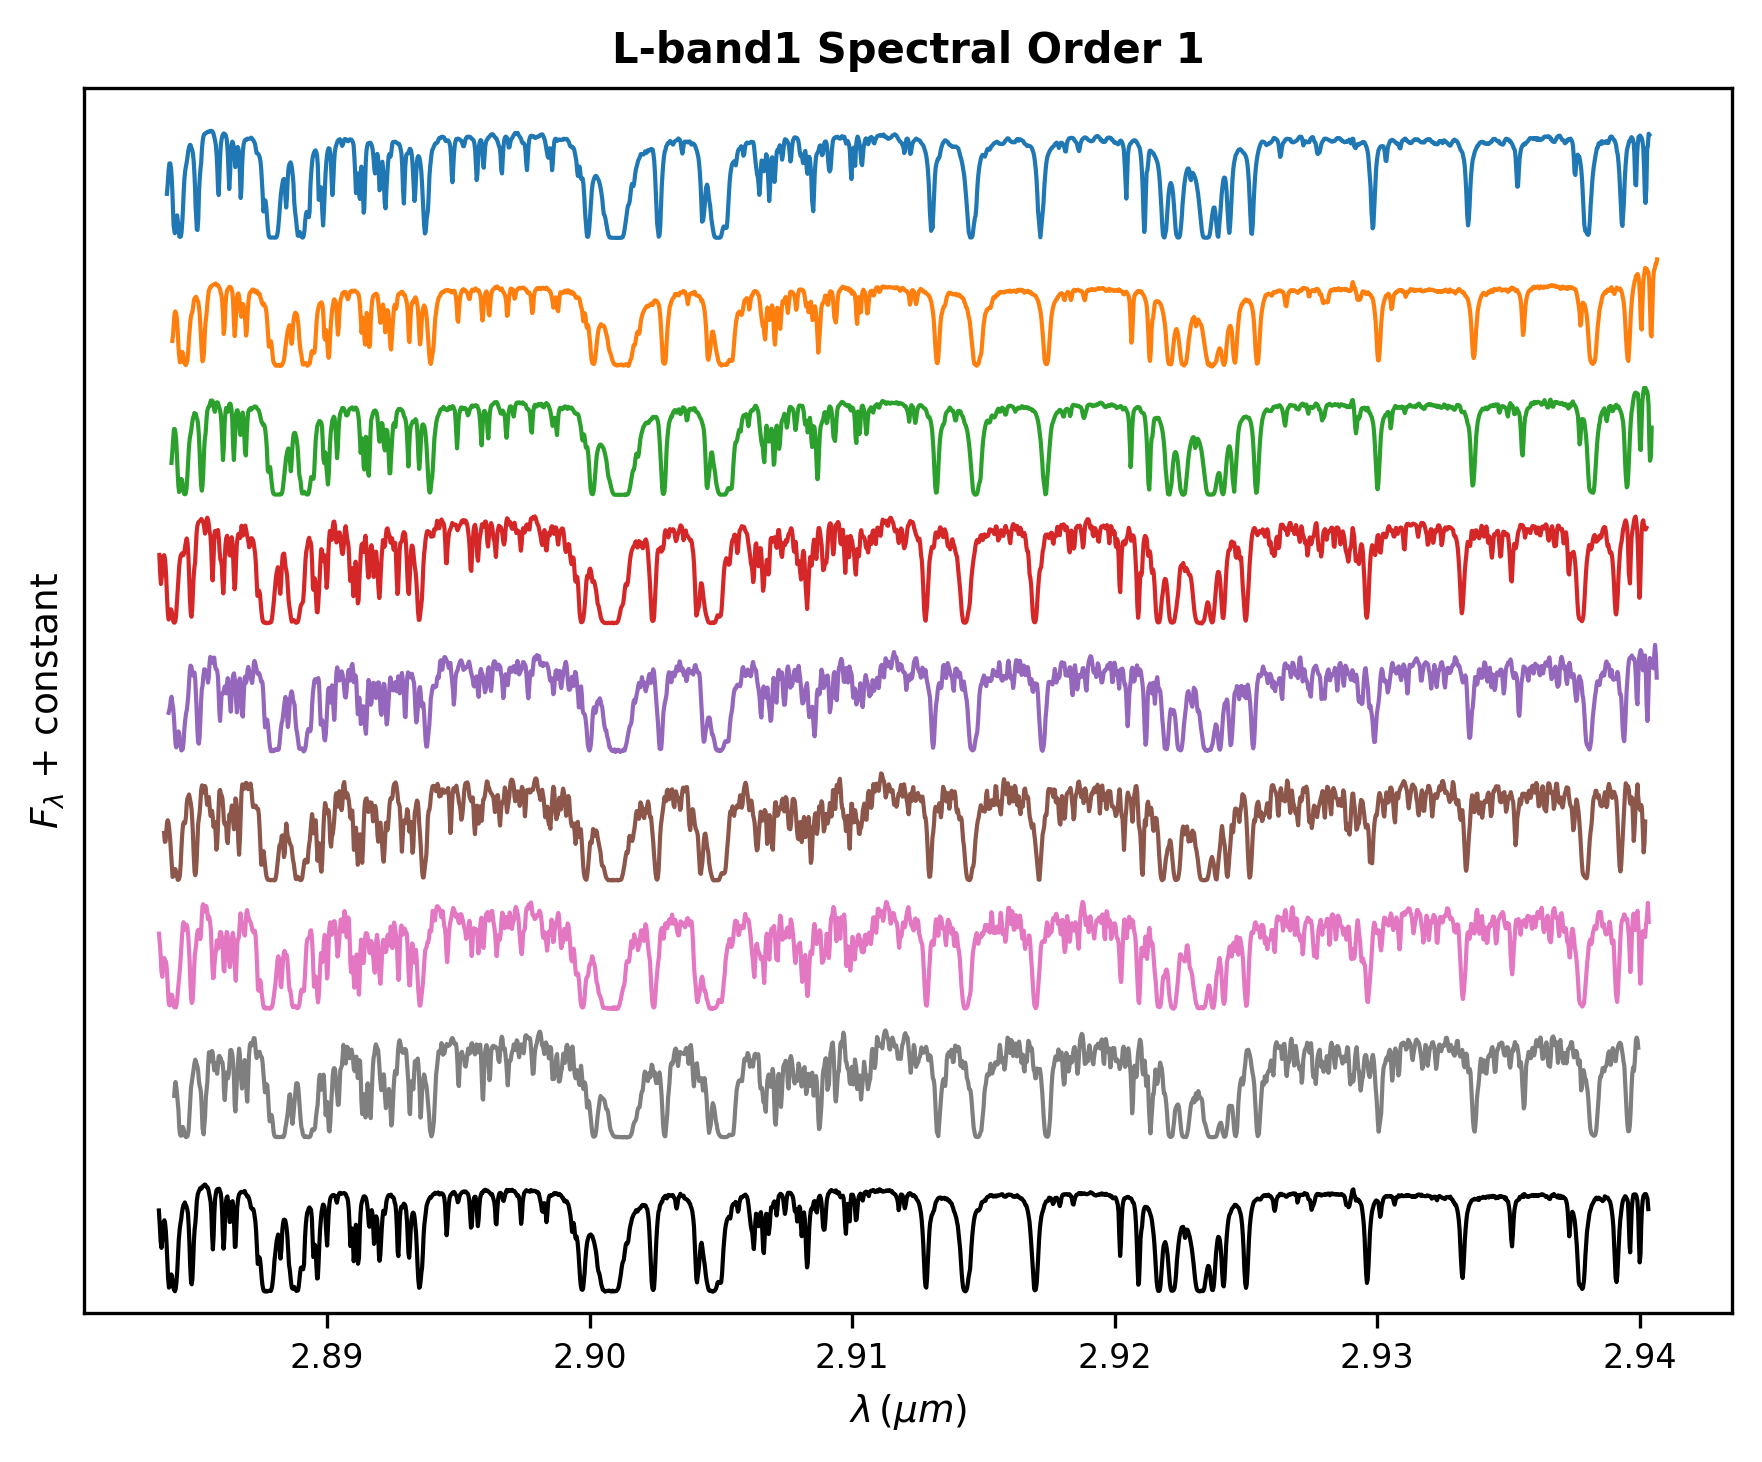 L-band1 Spectral Order 1
F_λ + constant
2.89 2.90 2.91 2.92 2.93 2.94
λ (μm)